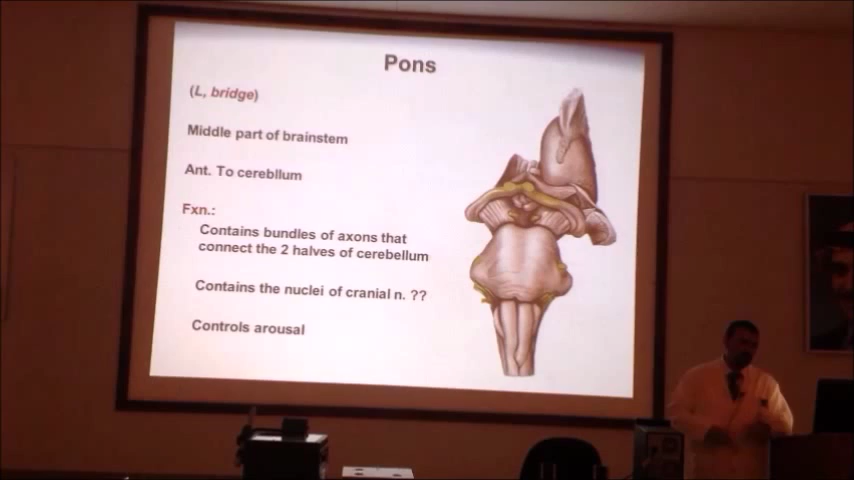 Pons
(L, bridge)
Middle part of brainstem
Ant. To cerebllum
Fxn.:
Contains bundles of axons that
connect the 2 halves of cerebellum
Contains the nuclei of cranial n. ??
Controls arousal